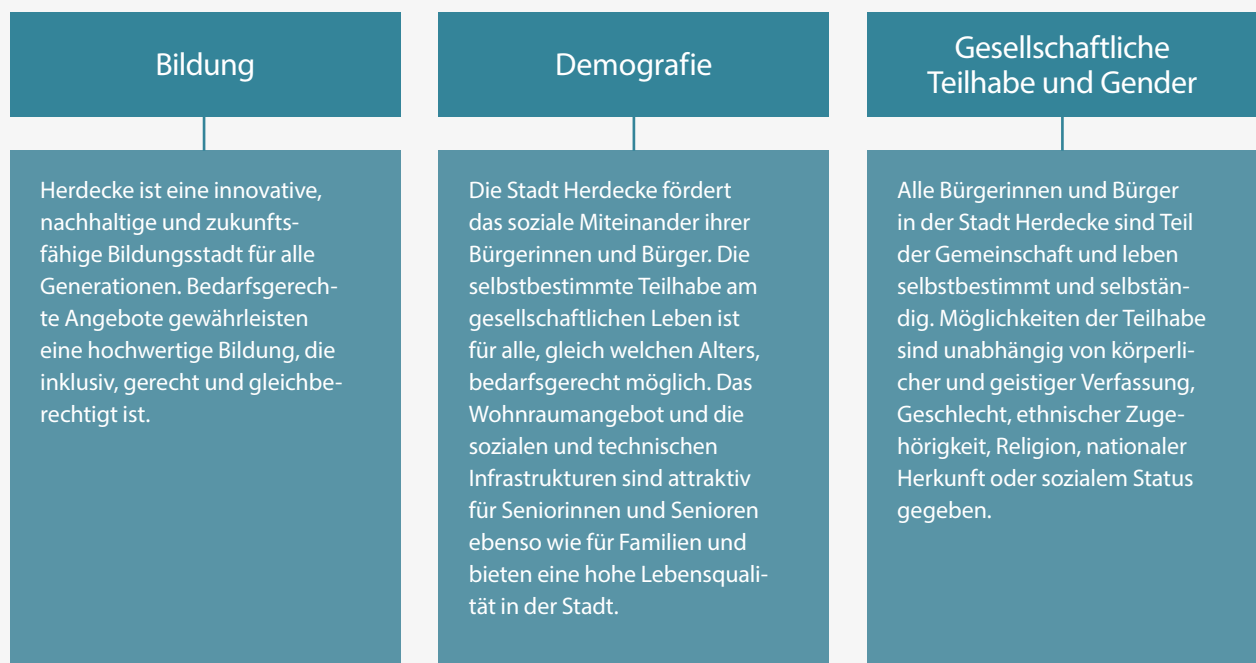 Bildung
Herdecke ist eine innovative,
nachhaltige und zukunfts-
fähige Bildungsstadt für alle
Generationen. Bedarfsgerech-
te Angebote gewährleisten
eine hochwertige Bildung, die
inklusiv, gerecht und gleichbe-
rechtigt ist.
Demografie
Die Stadt Herdecke fördert
das soziale Miteinander ihrer
Bürgerinnen und Bürger. Die
selbstbestimmte Teilhabe am
gesellschaftlichen Leben ist
für alle, gleich welchen Alters,
bedarfsgerecht möglich. Das
Wohnraumangebot und die
sozialen und technischen
Infrastrukturen sind attraktiv
für Seniorinnen und Senioren
ebenso wie für Familien und
bieten eine hohe Lebensquali-
tät in der Stadt.
Gesellschaftliche
Teilhabe und Gender
Alle Bürgerinnen und Bürger
in der Stadt Herdecke sind Teil
der Gemeinschaft und leben
selbstbestimmt und selbstän-
dig. Möglichkeiten der Teilhabe
sind unabhängig von körperli-
cher und geistiger Verfassung,
Geschlecht, ethnischer Zuge-
hörigkeit, Religion, nationaler
Herkunft oder sozialem Status
gegeben.